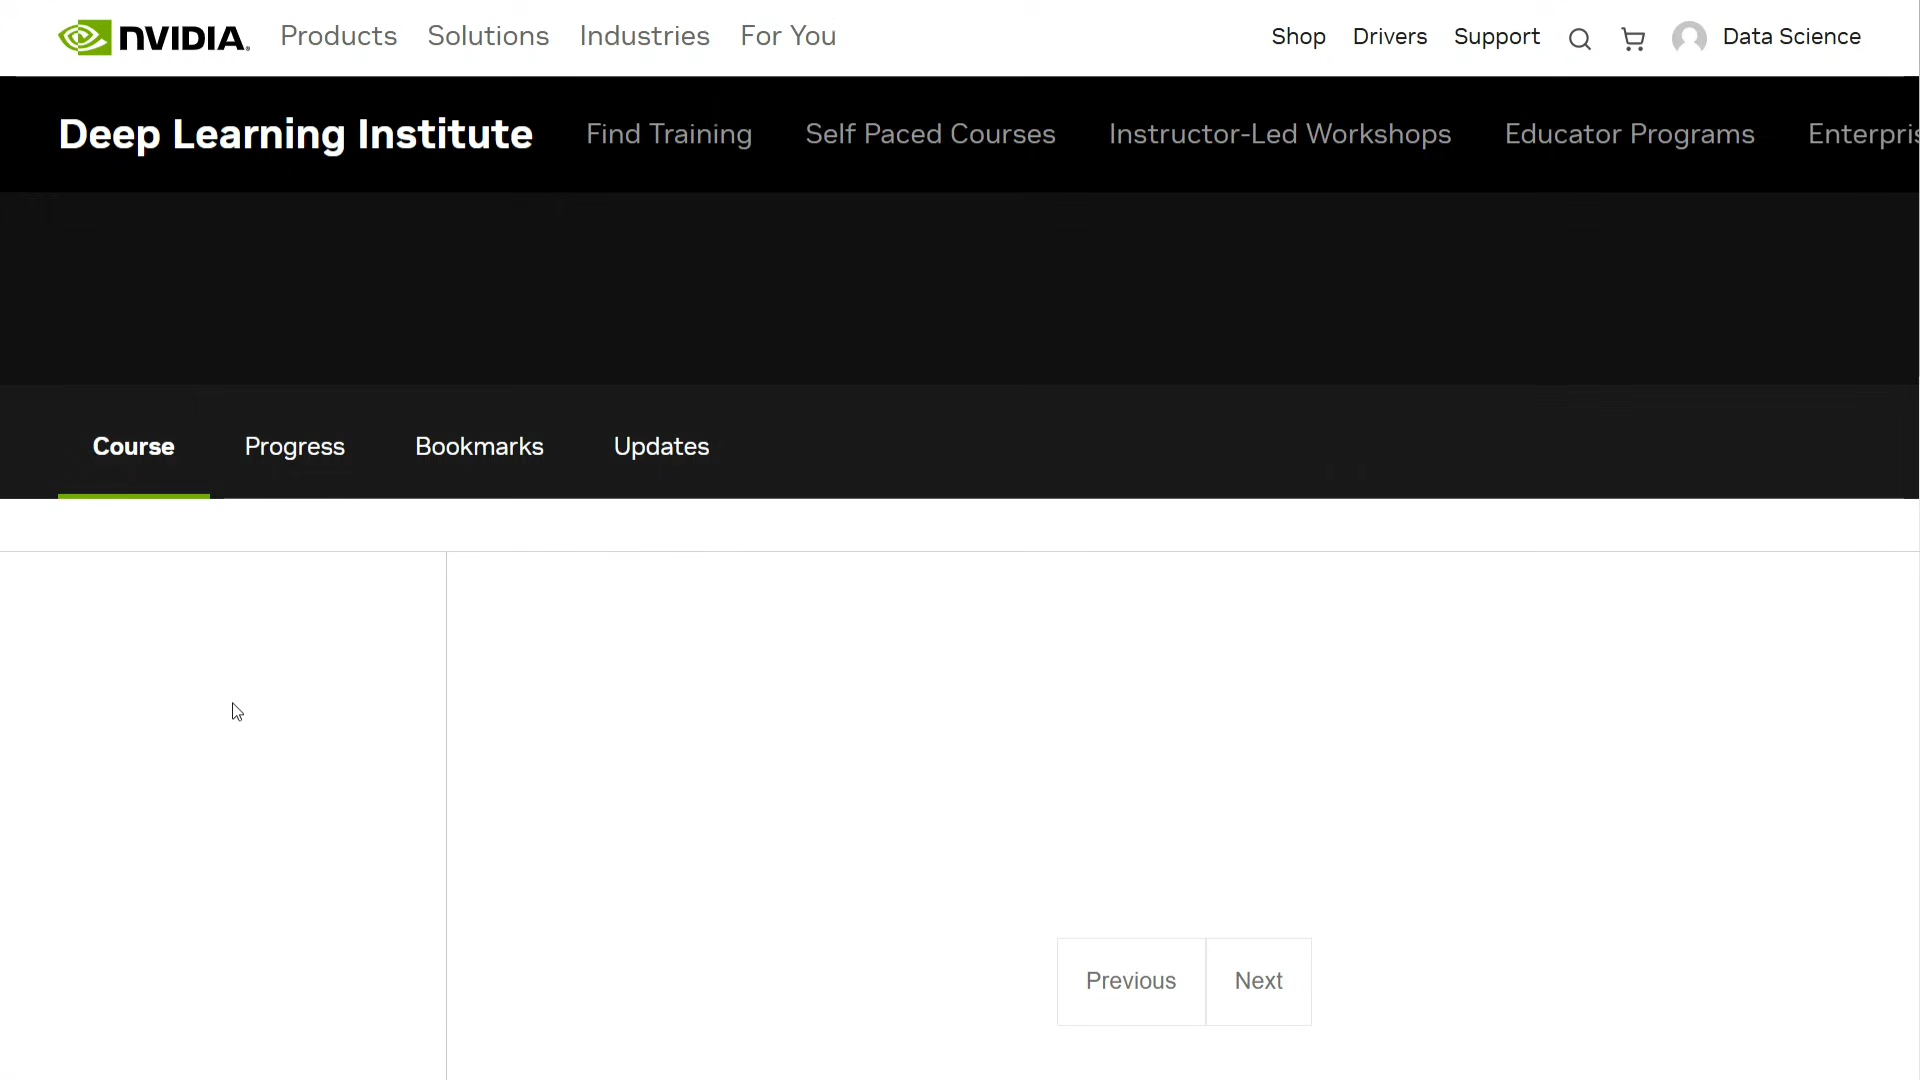 NVIDIA. Products Solutions Industries For You Shop Drivers Support Data Science
Deep Learning Institute Find Training Self Paced Courses Instructor-Led Workshops Educator Programs Enterpris
Course Progress Bookmarks Updates
Previous Next